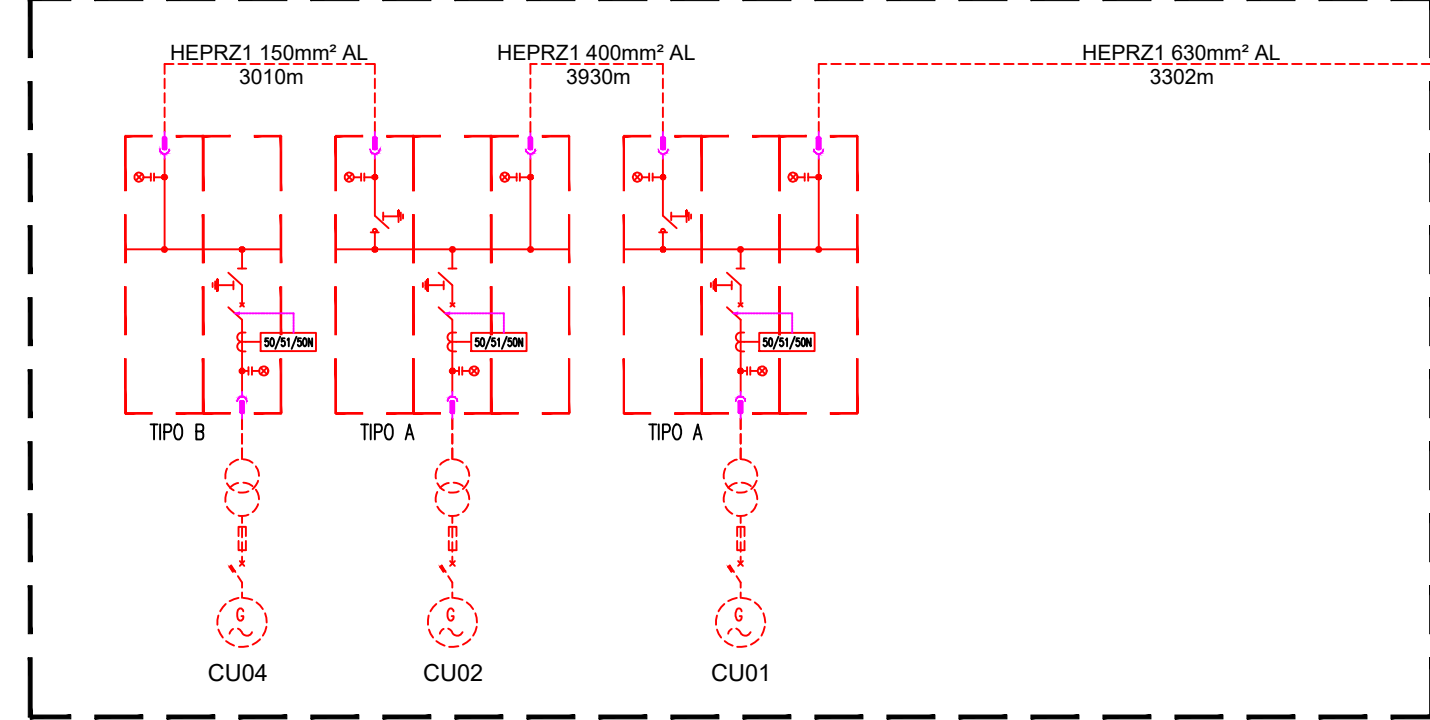 HEPRZ1 150mm² AL
3010m
HEPRZ1 400mm² AL
3930m
HEPRZ1 630mm² AL
3302m
50/51/50N
50/51/50N
50/51/50N
TIPO B
TIPO A
TIPO A
G
G
G
CU04
CU02
CU01